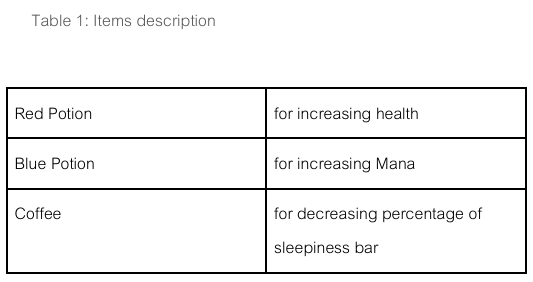 Table 1: Items description
Red Potion
for increasing health
Blue Potion
for increasing Mana
Coffee
for decreasing percentage of
sleepiness bar